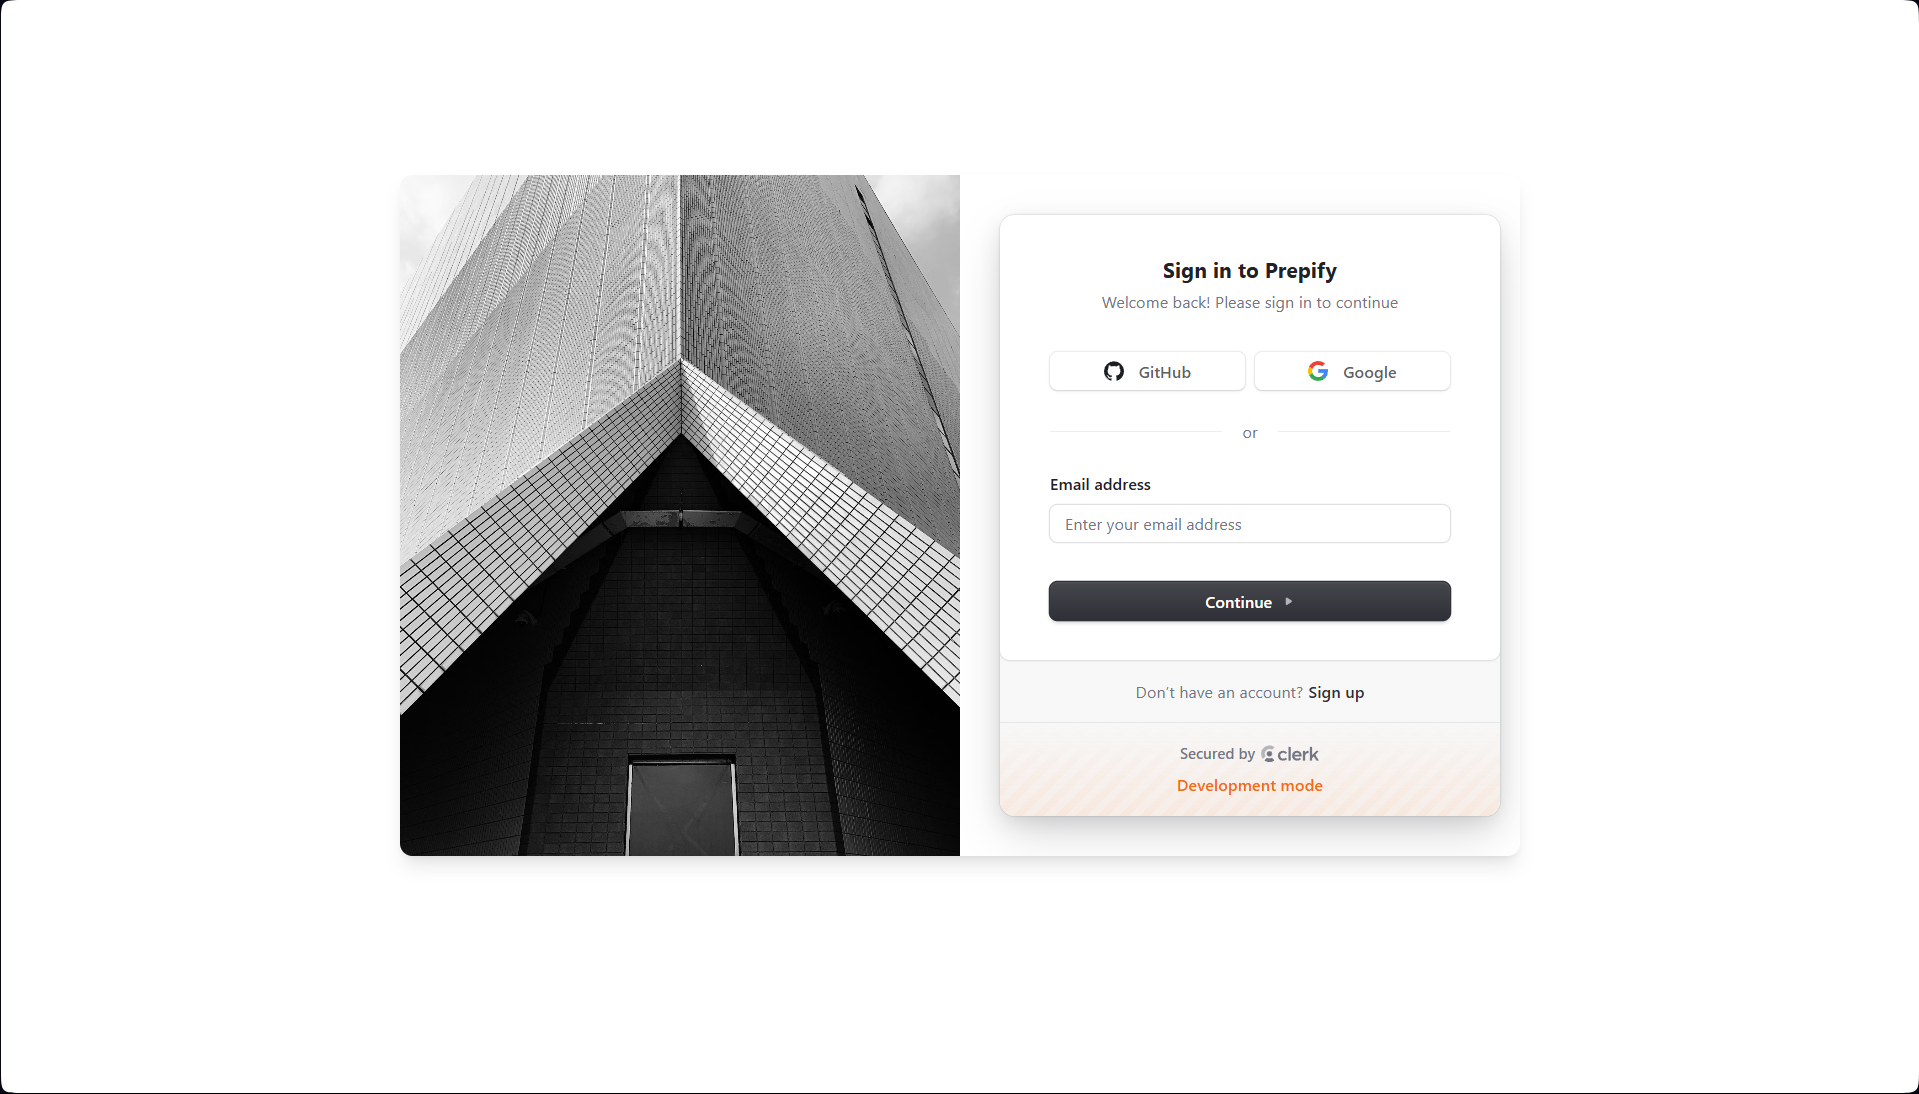 Sign in to Prepify
Welcome back! Please sign in to continue
GitHub
Google
or
Email address
Enter your email address
Continue
Don't have an account? Sign up
Secured by clerk
Development mode